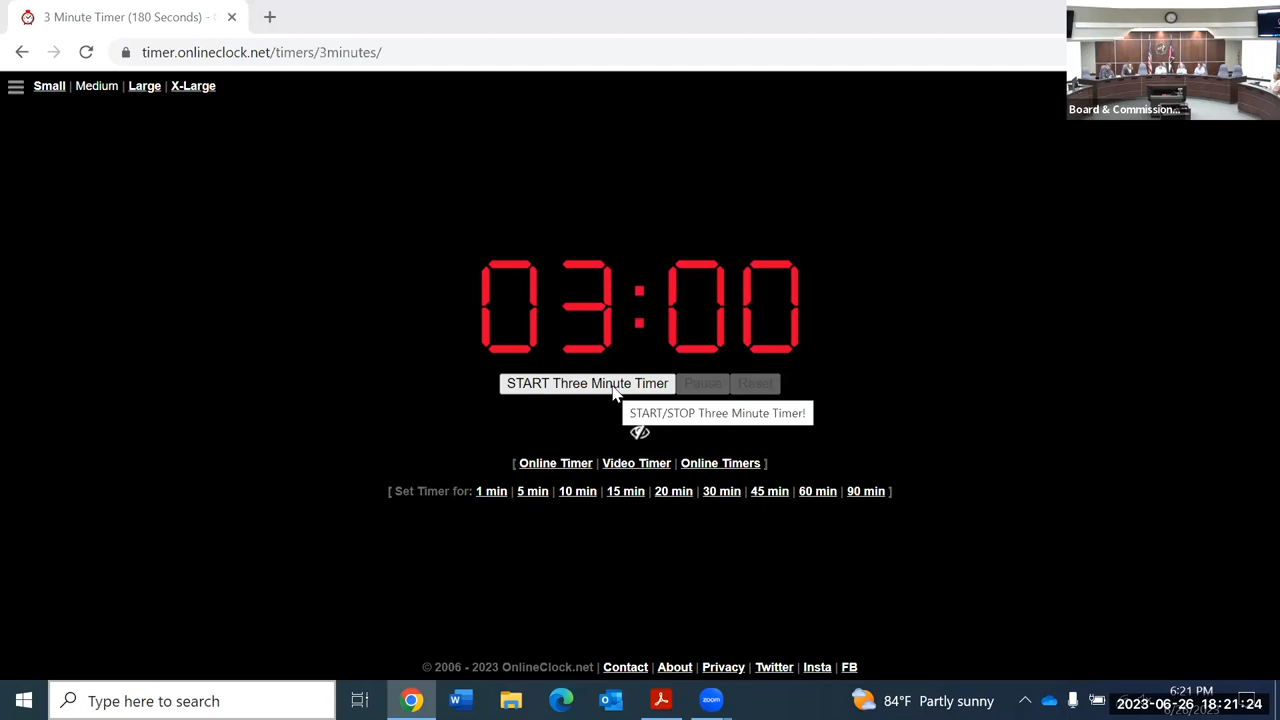 3 Minute Timer (180 Seconds) -
timer.onlineclock.net/timers/3minutes/
Small | Medium | Large | X-Large
Board & Commission...
03:00
START Three Minute Timer Pause Reset
START/STOP Three Minute Timer!
[ Online Timer | Video Timer | Online Timers ]
[ Set Timer for: 1 min | 5 min | 10 min | 15 min | 20 min | 30 min | 45 min | 60 min | 90 min ]
© 2006 - 2023 OnlineClock.net | Contact | About | Privacy | Twitter | Insta | FB
Type here to search
zoom
84°F Partly sunny
6:21 PM
2023-06-26 18:21:24